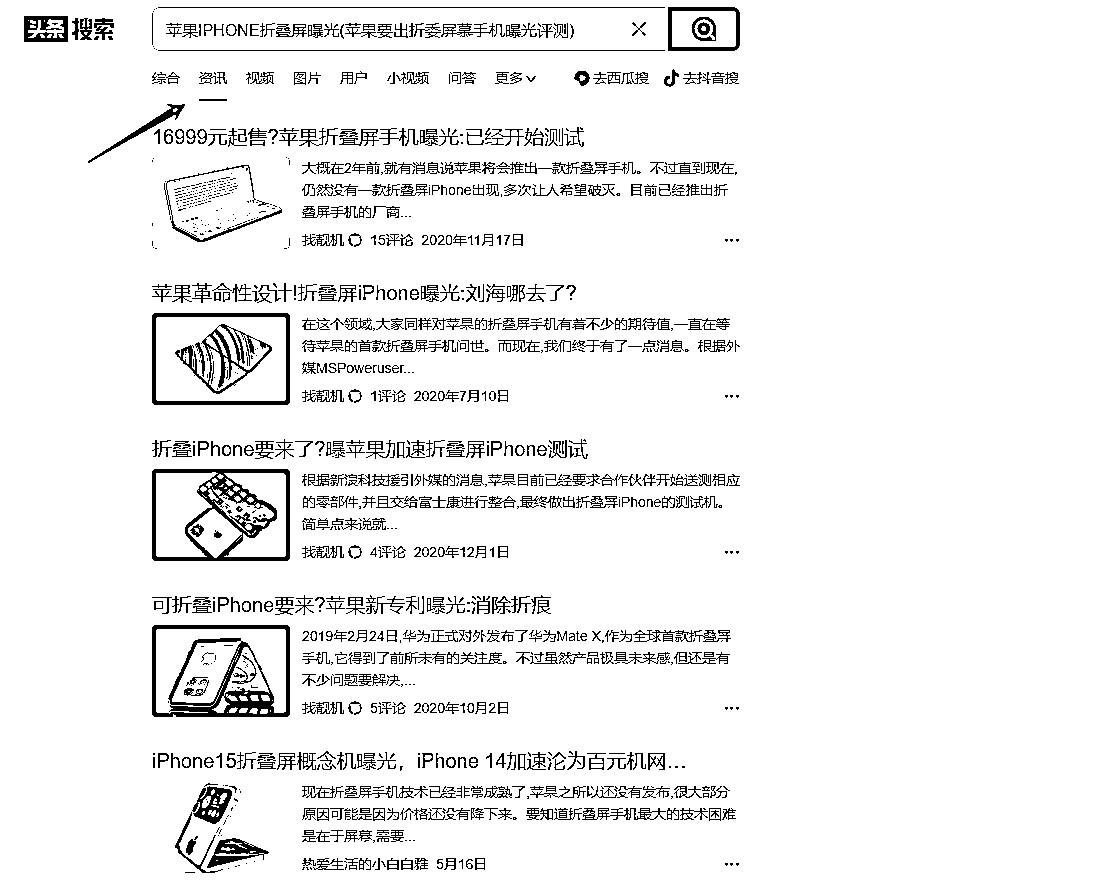 头条 搜索
苹果IPHONE折叠屏曝光(苹果要出折委屏慕手机曝光评测)
综合 资讯 视频 图片 用户 小视频 问答 更多 去西瓜搜 去抖音搜
16999元起售?苹果折叠屏手机曝光:已经开始测试
大概在2年前,就有消息说苹果将会推出一款折叠屏手机。不过直到现在,
仍然没有一款折叠屏iPhone出现,多次让人希望破灭。目前已经推出折
叠屏手机的厂商...
找靓机 15评论 2020年11月17日
苹果革命性设计!折叠屏iPhone曝光:刘海哪去了?
在这个领域,大家同样对苹果的折叠屏手机有着不少的期待值,一直在等
待苹果的首款折叠屏手机问世。而现在,我们终于有了一点消息。根据外
媒MSPoweruser...
找靓机 1评论 2020年7月10日
折叠iPhone要来了?曝苹果加速折叠屏iPhone测试
根据新浪科技援引外媒的消息,苹果目前已经要求合作伙伴开始送测相应
的零部件,并且交给富士康进行整合,最终做出折叠屏iPhone的测试机。
简单点来说就...
找靓机 4评论 2020年12月1日
可折叠iPhone要来?苹果新专利曝光:消除折痕
2019年2月24日,华为正式对外发布了华为Mate X,作为全球首款折叠屏
手机,它得到了前所未有的关注度。不过虽然产品极具未来感,但还是有
不少问题要解决,...
找靓机 5评论 2020年10月2日
iPhone15折叠屏概念机曝光，iPhone 14加速沦为百元机网...
现在折叠屏手机技术已经非常成熟了,苹果之所以还没有发布,很大部分
原因可能是因为价格还没有降下来。要知道折叠屏手机最大的技术困难
是在于屏幕,需要...
热爱生活的小白白雅 5月16日